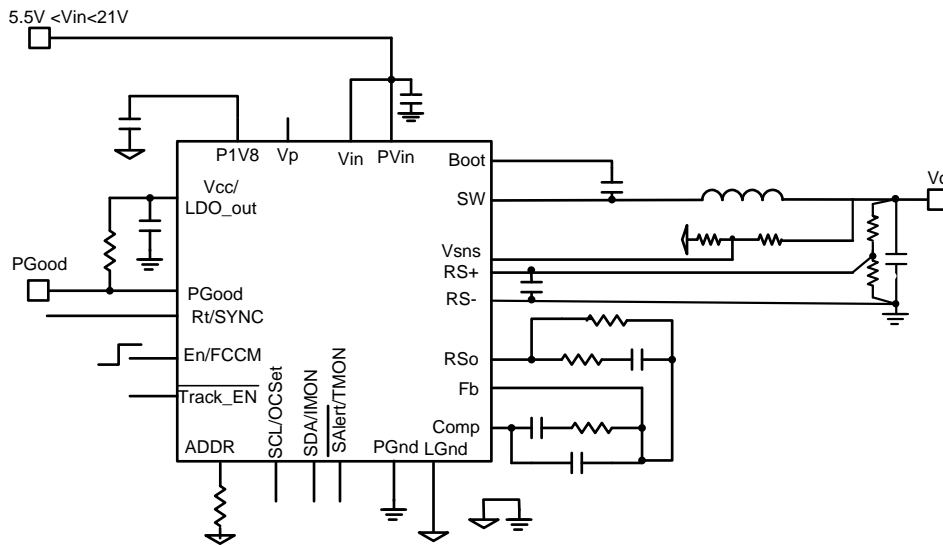 5.5V <Vin<21V
P1V8
Vp
Vin
PVin
Boot
Vcc/
LDO_out
SW
Vo
Vsns
PGood
RS+
PGood
RS-
Rt/SYNC
En/FCCM
RSo
Track_EN
Fb
Comp
ADDR
SCL/OCSet
SDA/IMON
SAlert/TMON
PGnd
LGnd